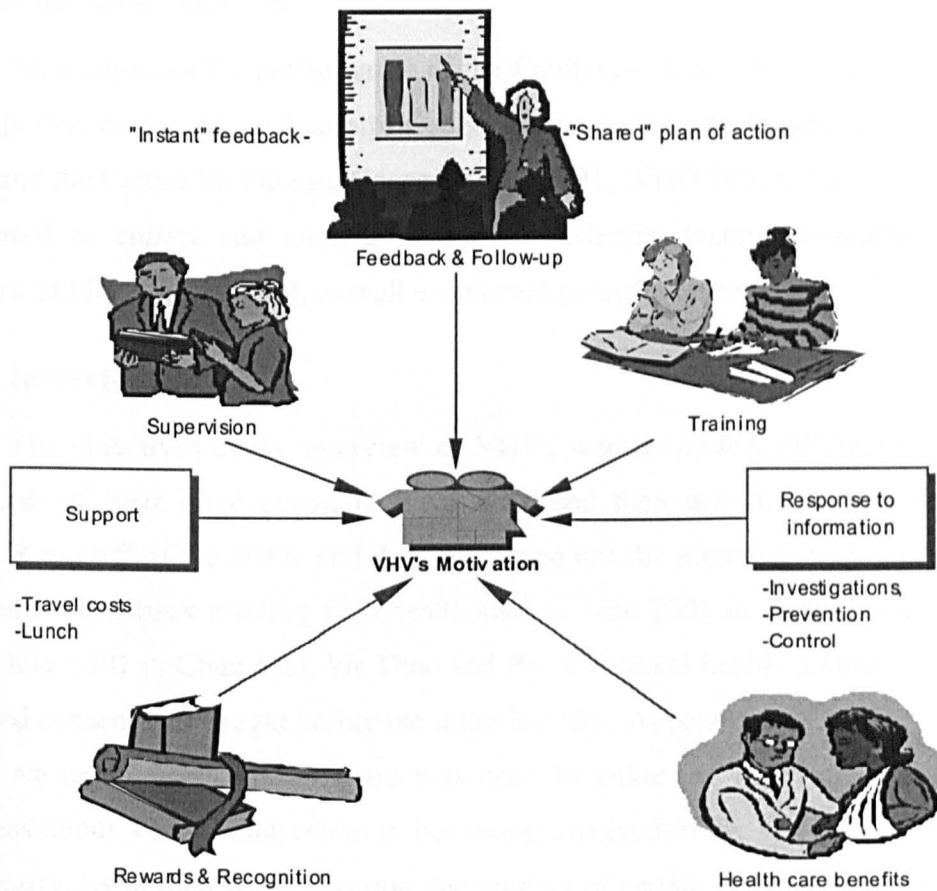 "Instant" feedback-
-"Shared" plan of action
Feedback & Follow-up
Supervision
Training
Support
Response to
information
VHV's Motivation
-Travel costs
-Lunch
-Investigations,
-Prevention
-Control
Rewards & Recognition
Health care benefits